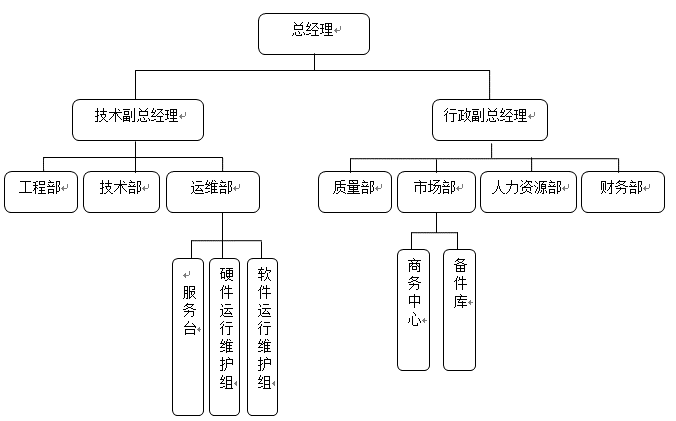 总经理
技术副总经理
行政副总经理
工程部
技术部
运维部
质量部
市场部
人力资源部
财务部
服务台
硬件运行维护组
软件运行维护组
商务中心
备件库